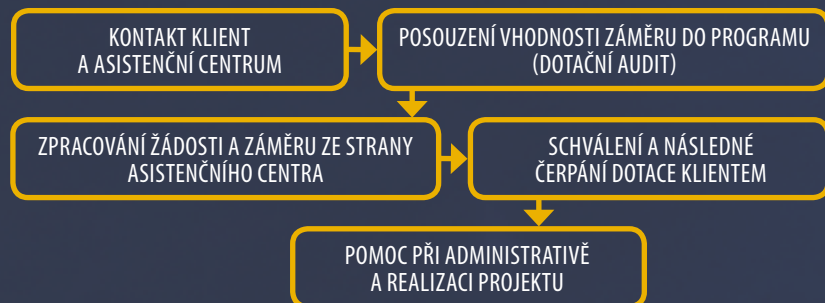 KONTAKT KLIENT
A ASISTENČNÍ CENTRUM
POSOUZENÍ VHODNOSTI ZÁMĚRU DO PROGRAMU
(DOTAČNÍ AUDIT)
ZPRACOVÁNÍ ŽÁDOSTI A ZÁMĚRU ZE STRANY
ASISTENČNÍHO CENTRA
SCHVÁLENÍ A NÁSLEDNÉ
ČERPÁNÍ DOTACE KLIENTEM
POMOC PŘI ADMINISTRATIVĚ
A REALIZACI PROJEKTU